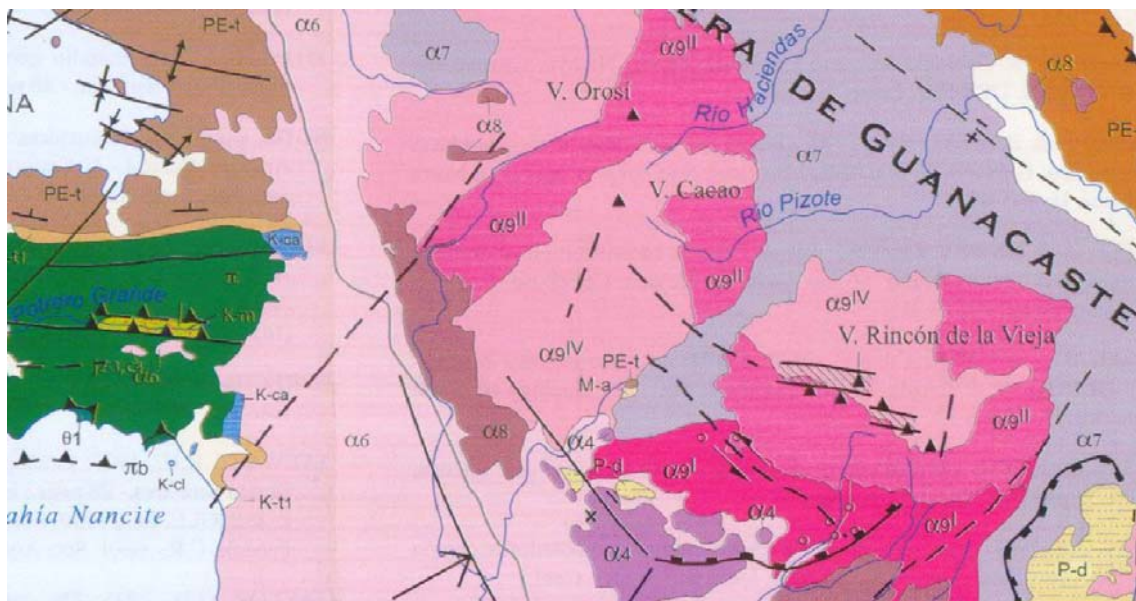 PE-t
α6
α7
α9II
ERA DE GUANACASTE
α8
NA
V. Orosí
Río Haciendas
α8
PE-
PE-t
V. Cacao
α7
α9II
Río Pizote
K-ca
-t1
π
α9II
Potrero Grande
α9IV
V. Rincón de la Vieja
α9IV
PE-t
M-a
K-ca
α6
α8
α4
α9II
α7
θ1
πb
P-d
α9I
K-cl
K-t1
α4
α9I
ahía Nancite
α4
P-d